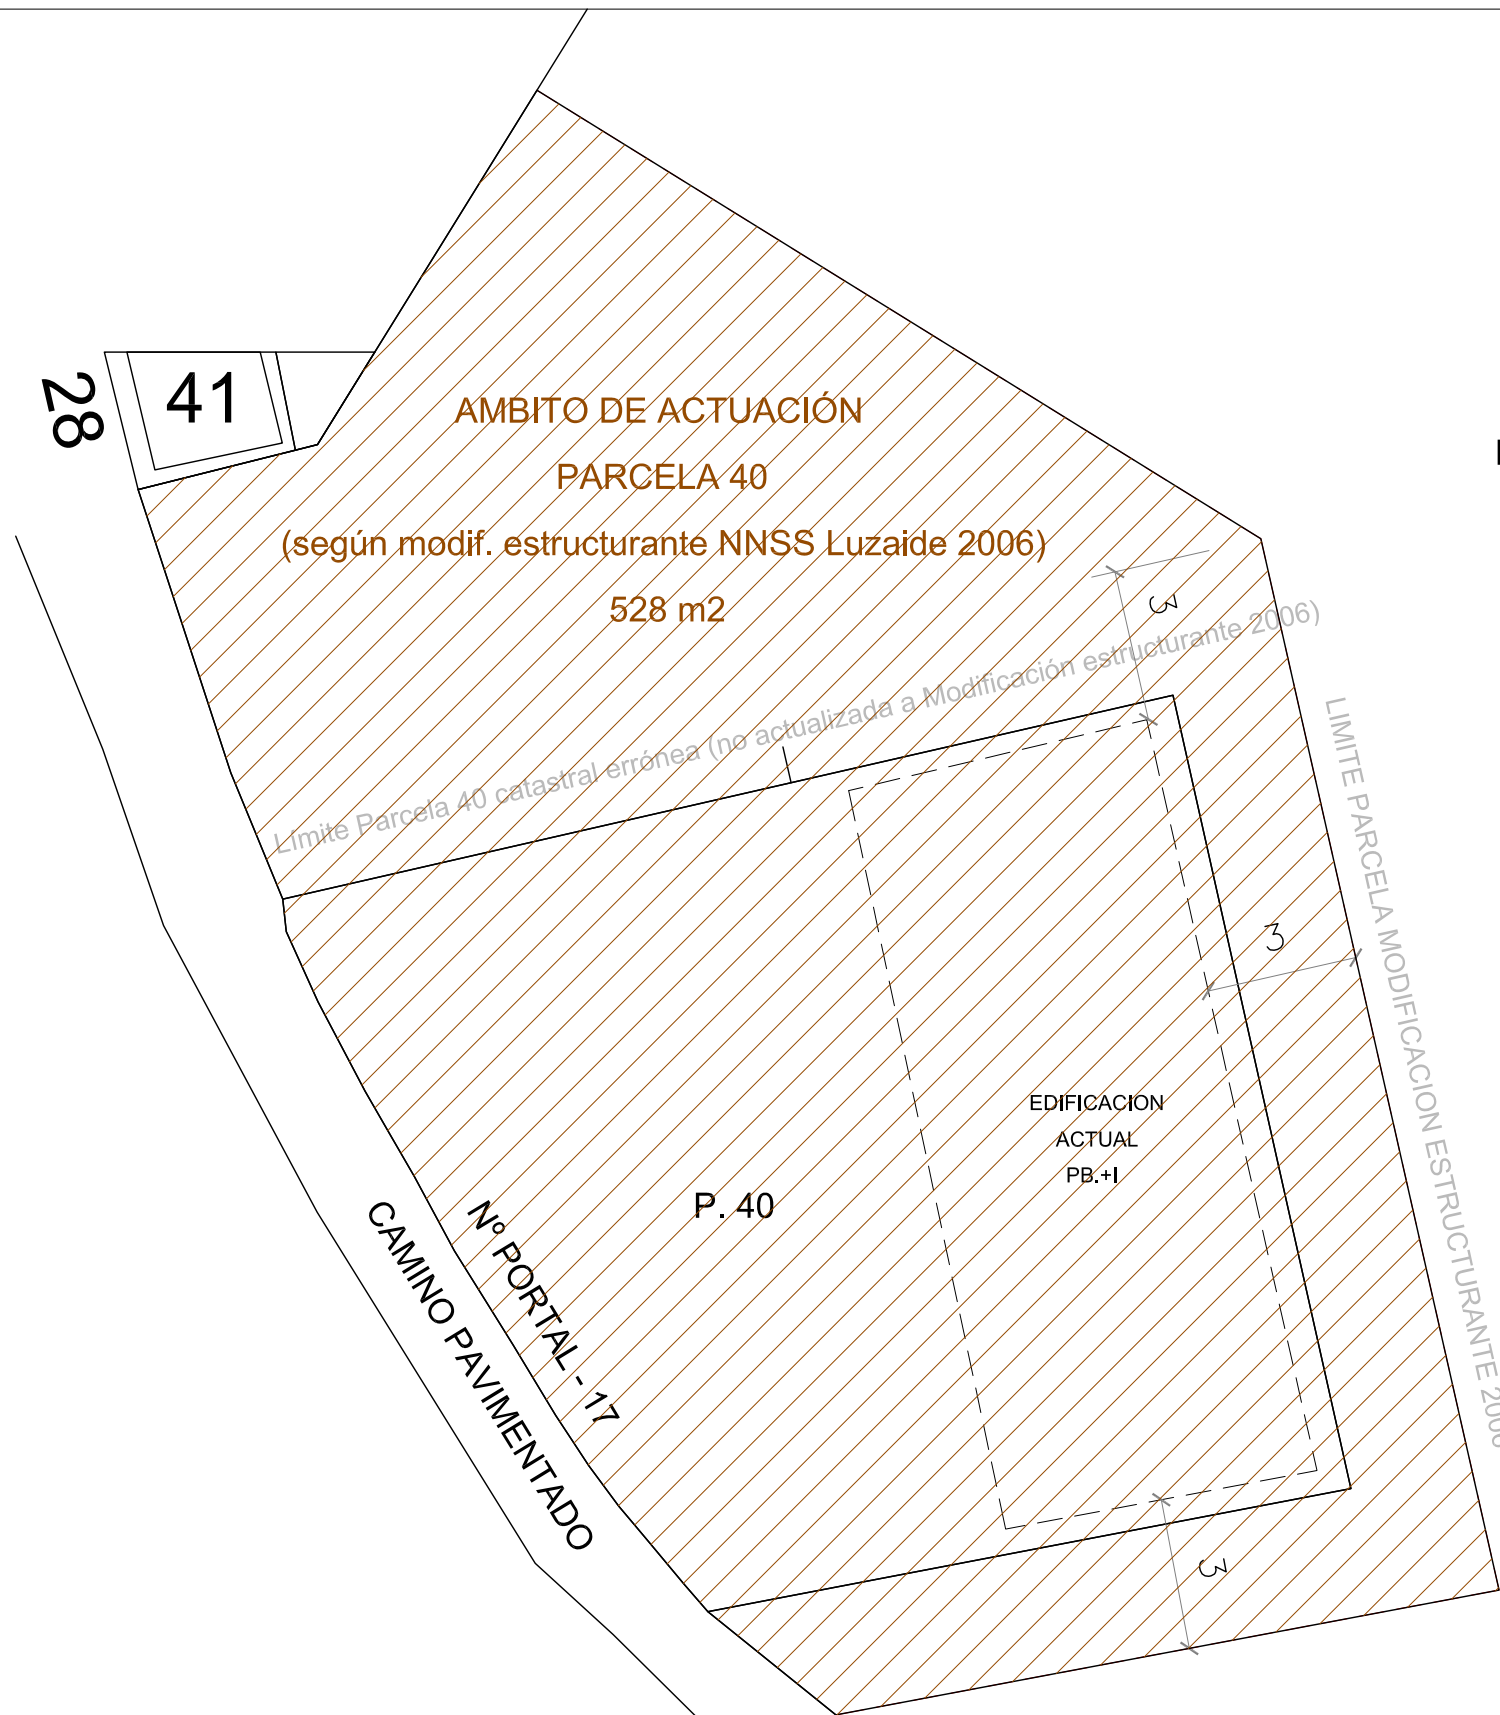 28
41
AMBITO DE ACTUACIÓN
PARCELA 40
(según modif. estructurante NNSS Luzaide 2006)
528 m2
3
Límite Parcela 40 catastral errónea (no actualizada a Modificación estructurante 2006)
LIMITE PARCELA MODIFICACION ESTRUCTURANTE 2006
3
EDIFICACION
ACTUAL
PB.+I
P. 40
Nº PORTAL - 17
CAMINO PAVIMENTADO
3